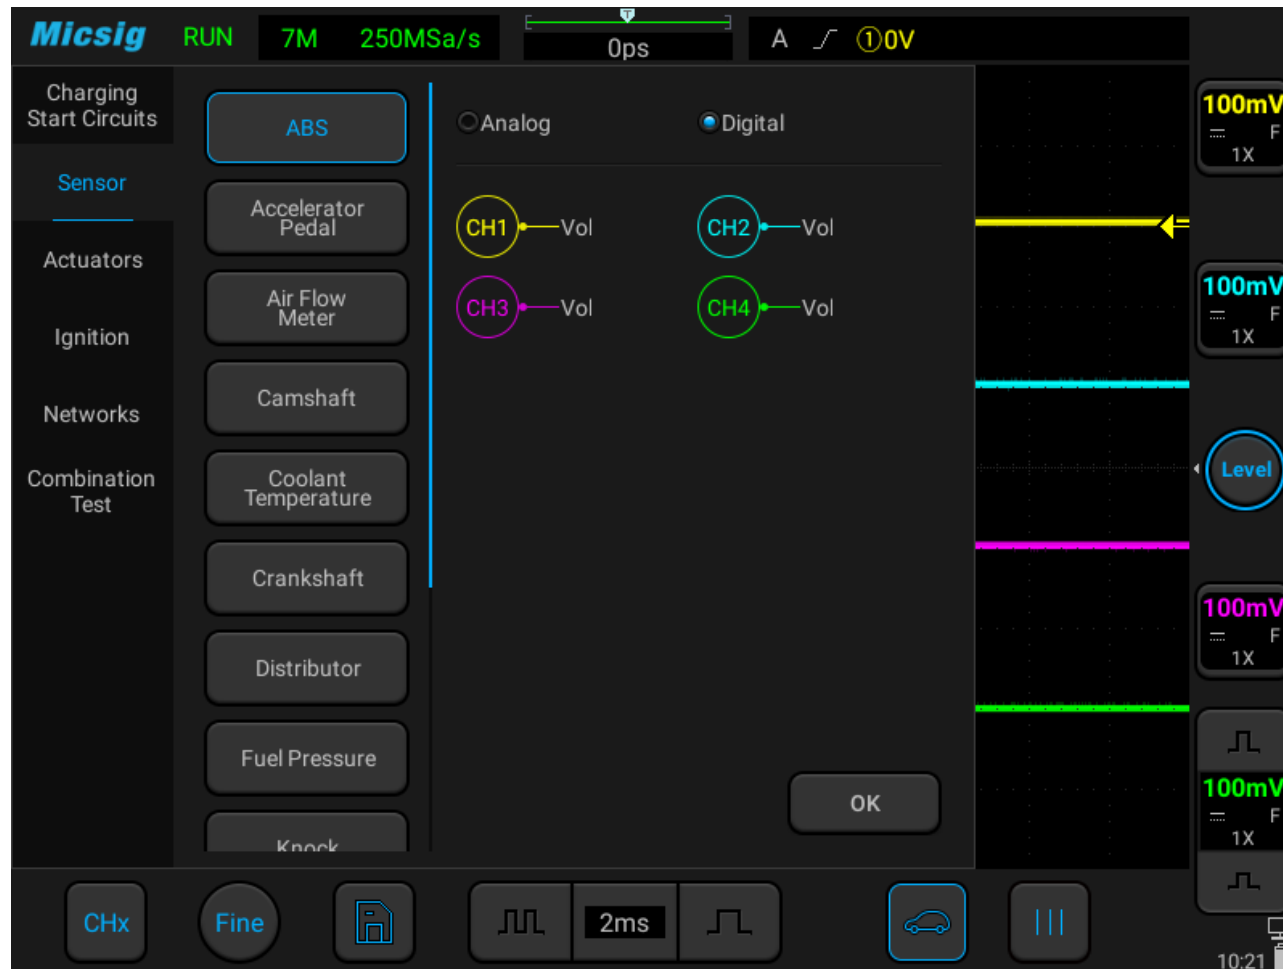 Micsig RUN 7M 250MSa/s T 0ps A ①0V
Charging
Start Circuits
Sensor
Actuators
Ignition
Networks
Combination
Test
ABS
Accelerator
Pedal
Air Flow
Meter
Camshaft
Coolant
Temperature
Crankshaft
Distributor
Fuel Pressure
Knock
Analog Digital
CH1 Vol CH2 Vol
CH3 Vol CH4 Vol
OK
100mV
F
1X
100mV
F
1X
Level
100mV
F
1X
100mV
F
1X
CHx Fine 2ms
10:21